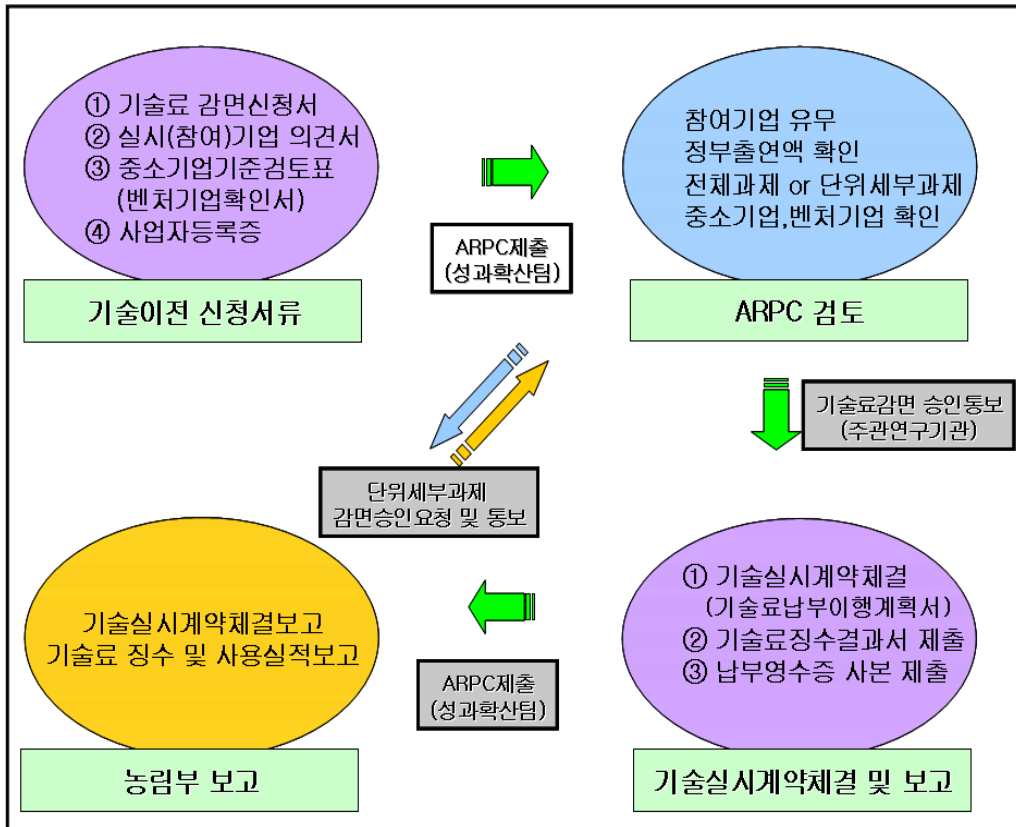 ① 기술료 감면신청서
② 실시(참여)기업 의견서
③ 중소기업기준검토표
(벤처기업확인서)
④ 사업자등록증
기술이전 신청서류
ARPC제출
(성과확산팀)
참여기업 유무
정부출연액 확인
전체과제 or 단위세부과제
중소기업,벤처기업 확인
ARPC 검토
기술료감면 승인통보
(주관연구기관)
단위세부과제
감면승인요청 및 통보
① 기술실시계약체결
(기술료납부이행계획서)
② 기술료징수결과서 제출
③ 납부영수증 사본 제출
기술실시계약체결 및 보고
ARPC제출
(성과확산팀)
기술실시계약체결보고
기술료 징수 및 사용실적보고
농림부 보고